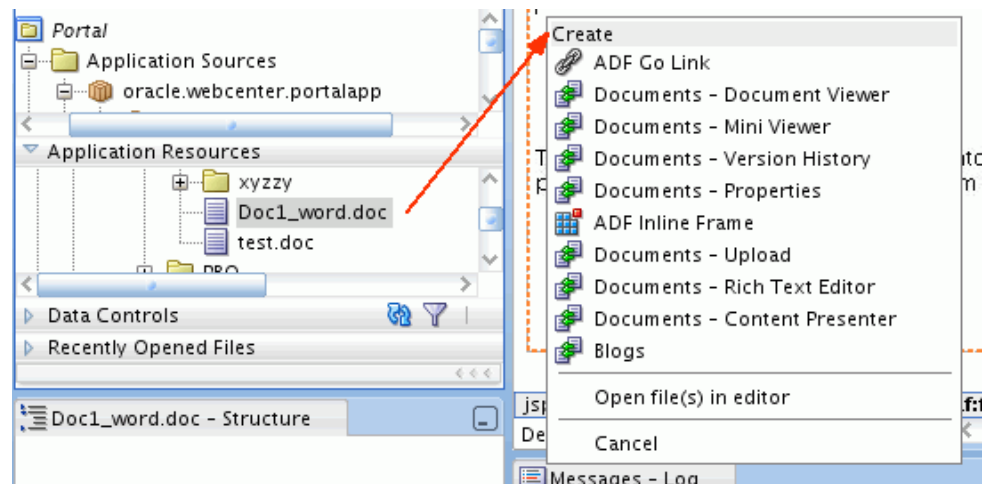 Portal
Application Sources
oracle.webcenter.portalapp
Application Resources
xyzzy
Doc1_word.doc
test.doc
Data Controls
Recently Opened Files
Doc1_word.doc - Structure
Create
ADF Go Link
Documents - Document Viewer
Documents - Mini Viewer
Documents - Version History
Documents - Properties
ADF Inline Frame
Documents - Upload
Documents - Rich Text Editor
Documents - Content Presenter
Blogs
Open file(s) in editor
Cancel
Messages - Log